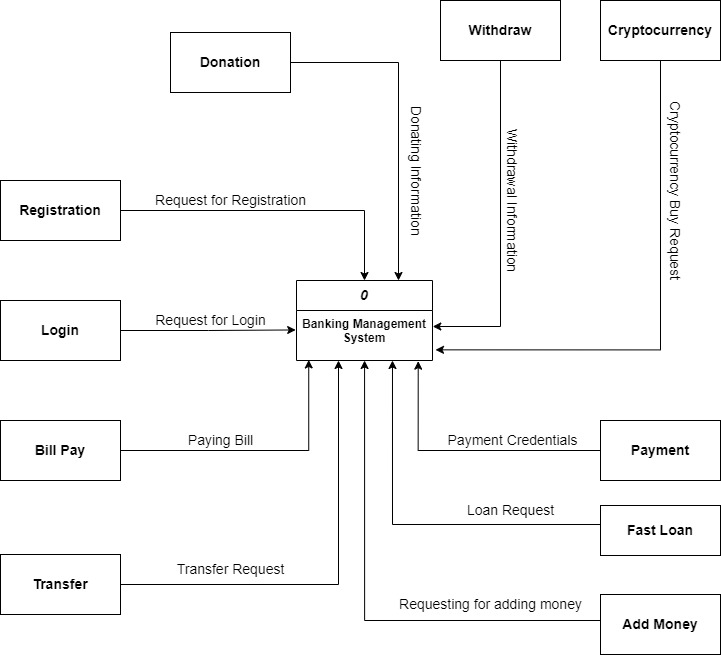 Withdraw
Cryptocurrency
Donation
Donating Information
Withdrawal Information
Cryptocurrency Buy Request
Registration
Request for Registration
0
Banking Management
System
Login
Request for Login
Bill Pay
Paying Bill
Payment Credentials
Payment
Loan Request
Fast Loan
Transfer
Transfer Request
Requesting for adding money
Add Money